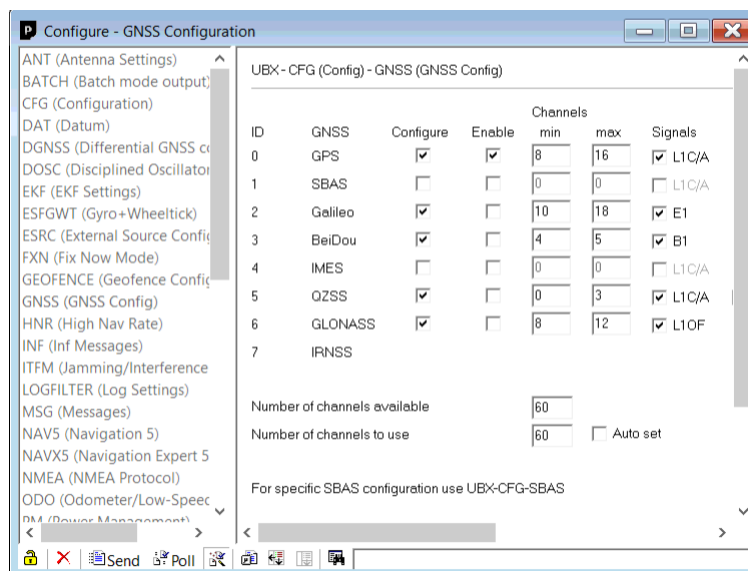 Configure - GNSS Configuration
ANT (Antenna Settings)
BATCH (Batch mode output)
CFG (Configuration)
DAT (Datum)
DGNSS (Differential GNSS co
DOSC (Disciplined Oscillator
EKF (EKF Settings)
ESFGWT (Gyro+Wheeltick)
ESRC (External Source Config
FXN (Fix Now Mode)
GEOFENCE (Geofence Config
GNSS (GNSS Config)
HNR (High Nav Rate)
INF (Inf Messages)
ITFM (Jamming/Interference
LOGFILTER (Log Settings)
MSG (Messages)
NAV5 (Navigation 5)
NAVX5 (Navigation Expert 5
NMEA (NMEA Protocol)
ODO (Odometer/Low-Speed
PM (Power Management)
UBX - CFG (Config) - GNSS (GNSS Config)
Channels
ID GNSS Configure Enable min max Signals
0 GPS 8 16 L1C/A
1 SBAS 0 0 L1C/A
2 Galileo 10 18 E1
3 BeiDou 4 5 B1
4 IMES 0 0 L1C/A
5 QZSS 0 3 L1C/A
6 GLONASS 8 12 L1OF
7 IRNSS
Number of channels available 60
Number of channels to use 60 Auto set
For specific SBAS configuration use UBX-CFG-SBAS
Send Poll